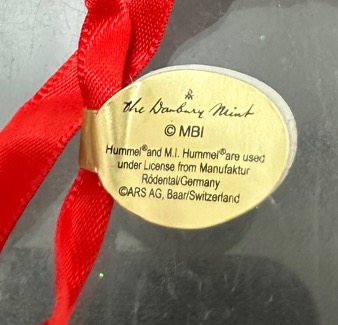 The Danbury Mint
© MBI
Hummel® and M.I. Hummel® are used
under License from Manufaktur
Rödental/Germany
©ARS AG, Baar/Switzerland